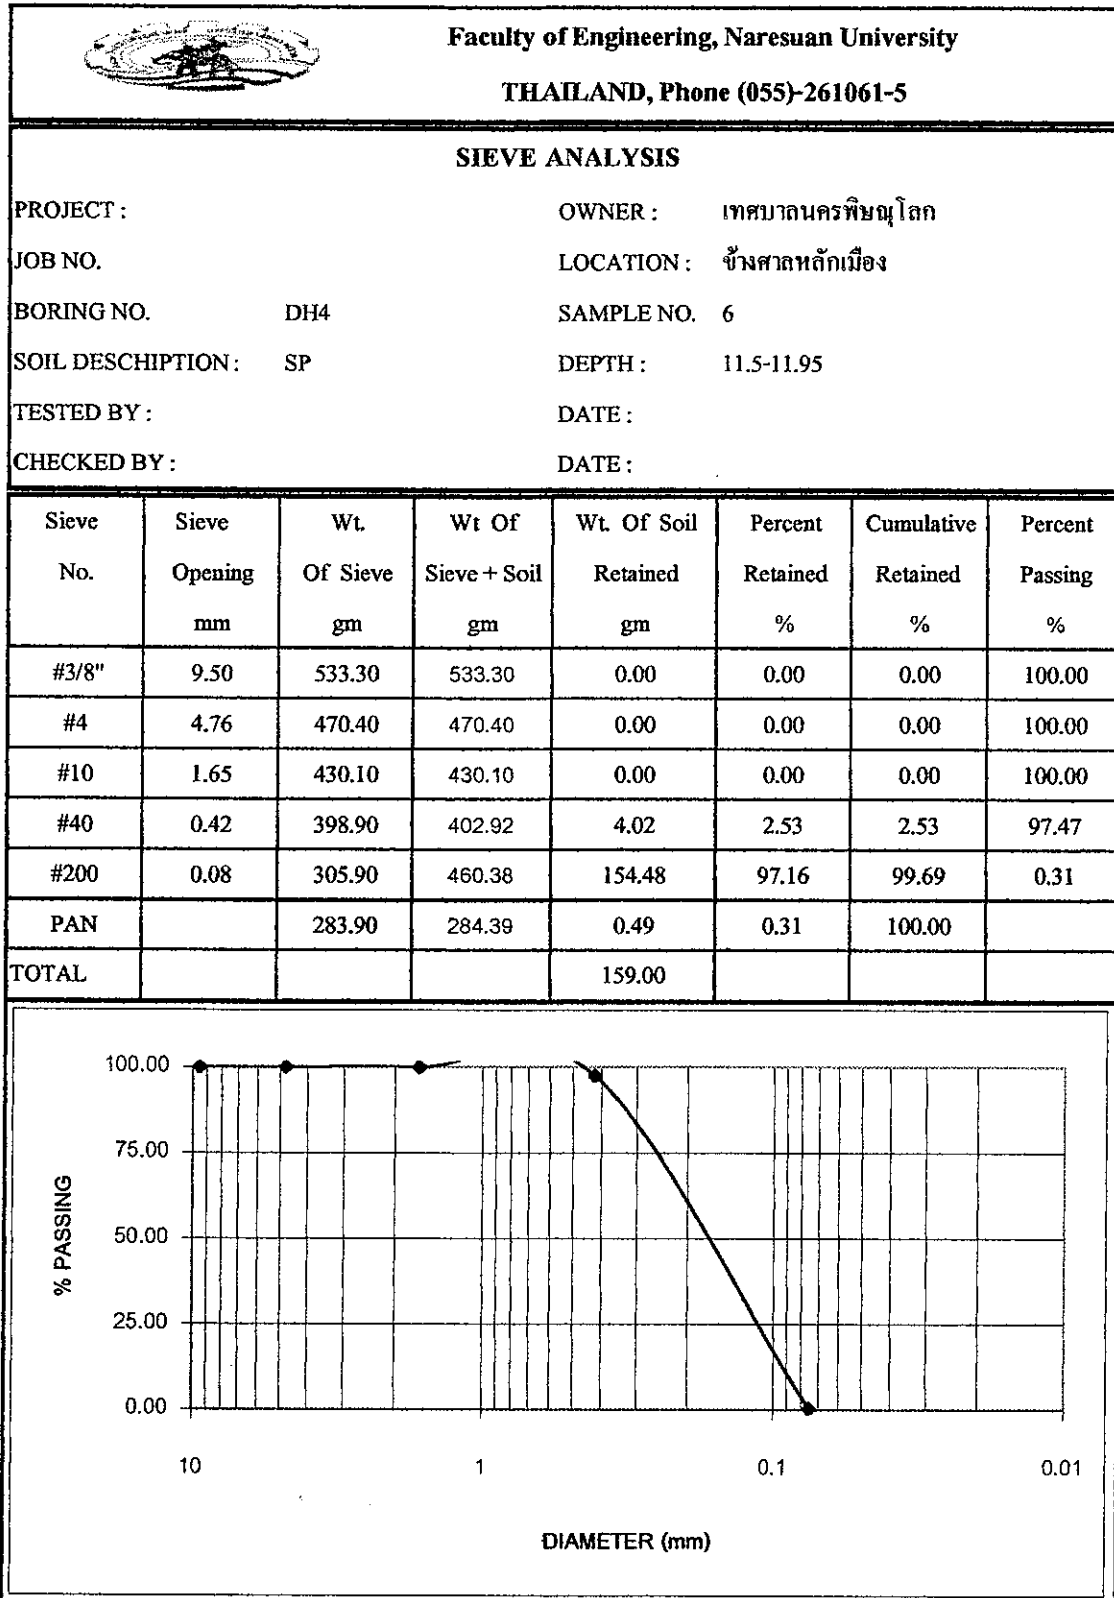 Faculty of Engineering, Naresuan University
THAILAND, Phone (055)-261061-5
SIEVE ANALYSIS
PROJECT : OWNER : เทศบาลนครพิษณุโลก
JOB NO. LOCATION : ข้างศาลหลักเมือง
BORING NO. DH4 SAMPLE NO. 6
SOIL DESCHIPTION : SP DEPTH : 11.5-11.95
TESTED BY : DATE :
CHECKED BY : DATE :
Sieve Sieve Wt. Wt Of Wt. Of Soil Percent Cumulative Percent
No. Opening Of Sieve Sieve + Soil Retained Retained Retained Passing
mm gm gm gm % % %
#3/8" 9.50 533.30 533.30 0.00 0.00 0.00 100.00
#4 4.76 470.40 470.40 0.00 0.00 0.00 100.00
#10 1.65 430.10 430.10 0.00 0.00 0.00 100.00
#40 0.42 398.90 402.92 4.02 2.53 2.53 97.47
#200 0.08 305.90 460.38 154.48 97.16 99.69 0.31
PAN 283.90 284.39 0.49 0.31 100.00
TOTAL 159.00
100.00
75.00
50.00
25.00
0.00
% PASSING
10 1 0.1 0.01
DIAMETER (mm)